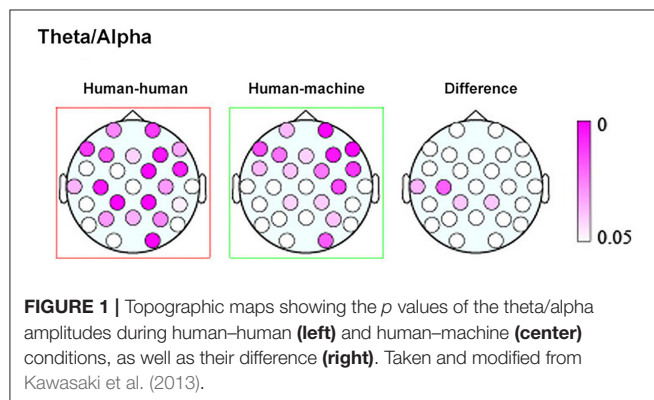 Theta/Alpha
Human-human Human-machine Difference
0
0.05
FIGURE 1 | Topographic maps showing the p values of the theta/alpha
amplitudes during human–human (left) and human–machine (center)
conditions, as well as their difference (right). Taken and modified from
Kawasaki et al. (2013).